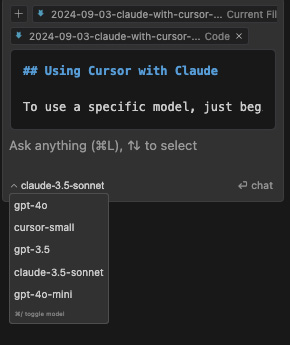 + 2024-09-03-claude-with-cursor-... Current Fil
2024-09-03-claude-with-cursor-... Code ×
## Using Cursor with Claude
To use a specific model, just beg
Ask anything (⌘L), ↑↓ to select
claude-3.5-sonnet
chat
gpt-4o
cursor-small
gpt-3.5
claude-3.5-sonnet
gpt-4o-mini
⌘/ toggle model